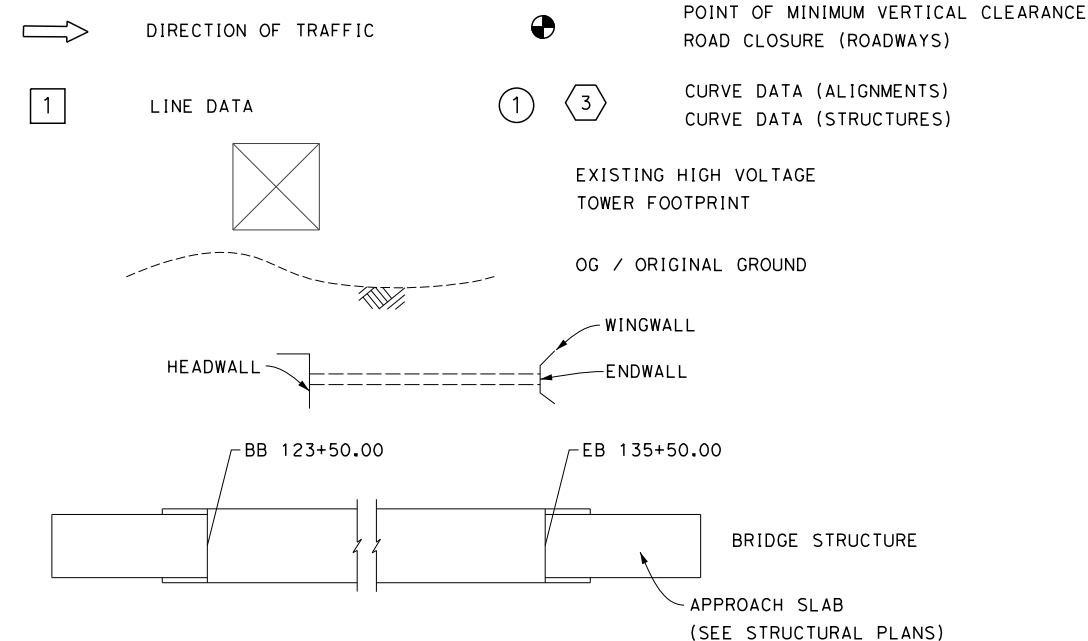 DIRECTION OF TRAFFIC
POINT OF MINIMUM VERTICAL CLEARANCE
ROAD CLOSURE (ROADWAYS)
1
LINE DATA
1
3
CURVE DATA (ALIGNMENTS)
CURVE DATA (STRUCTURES)
EXISTING HIGH VOLTAGE
TOWER FOOTPRINT
OG / ORIGINAL GROUND
WINGWALL
HEADWALL
ENDWALL
BB 123+50.00
EB 135+50.00
BRIDGE STRUCTURE
APPROACH SLAB
(SEE STRUCTURAL PLANS)